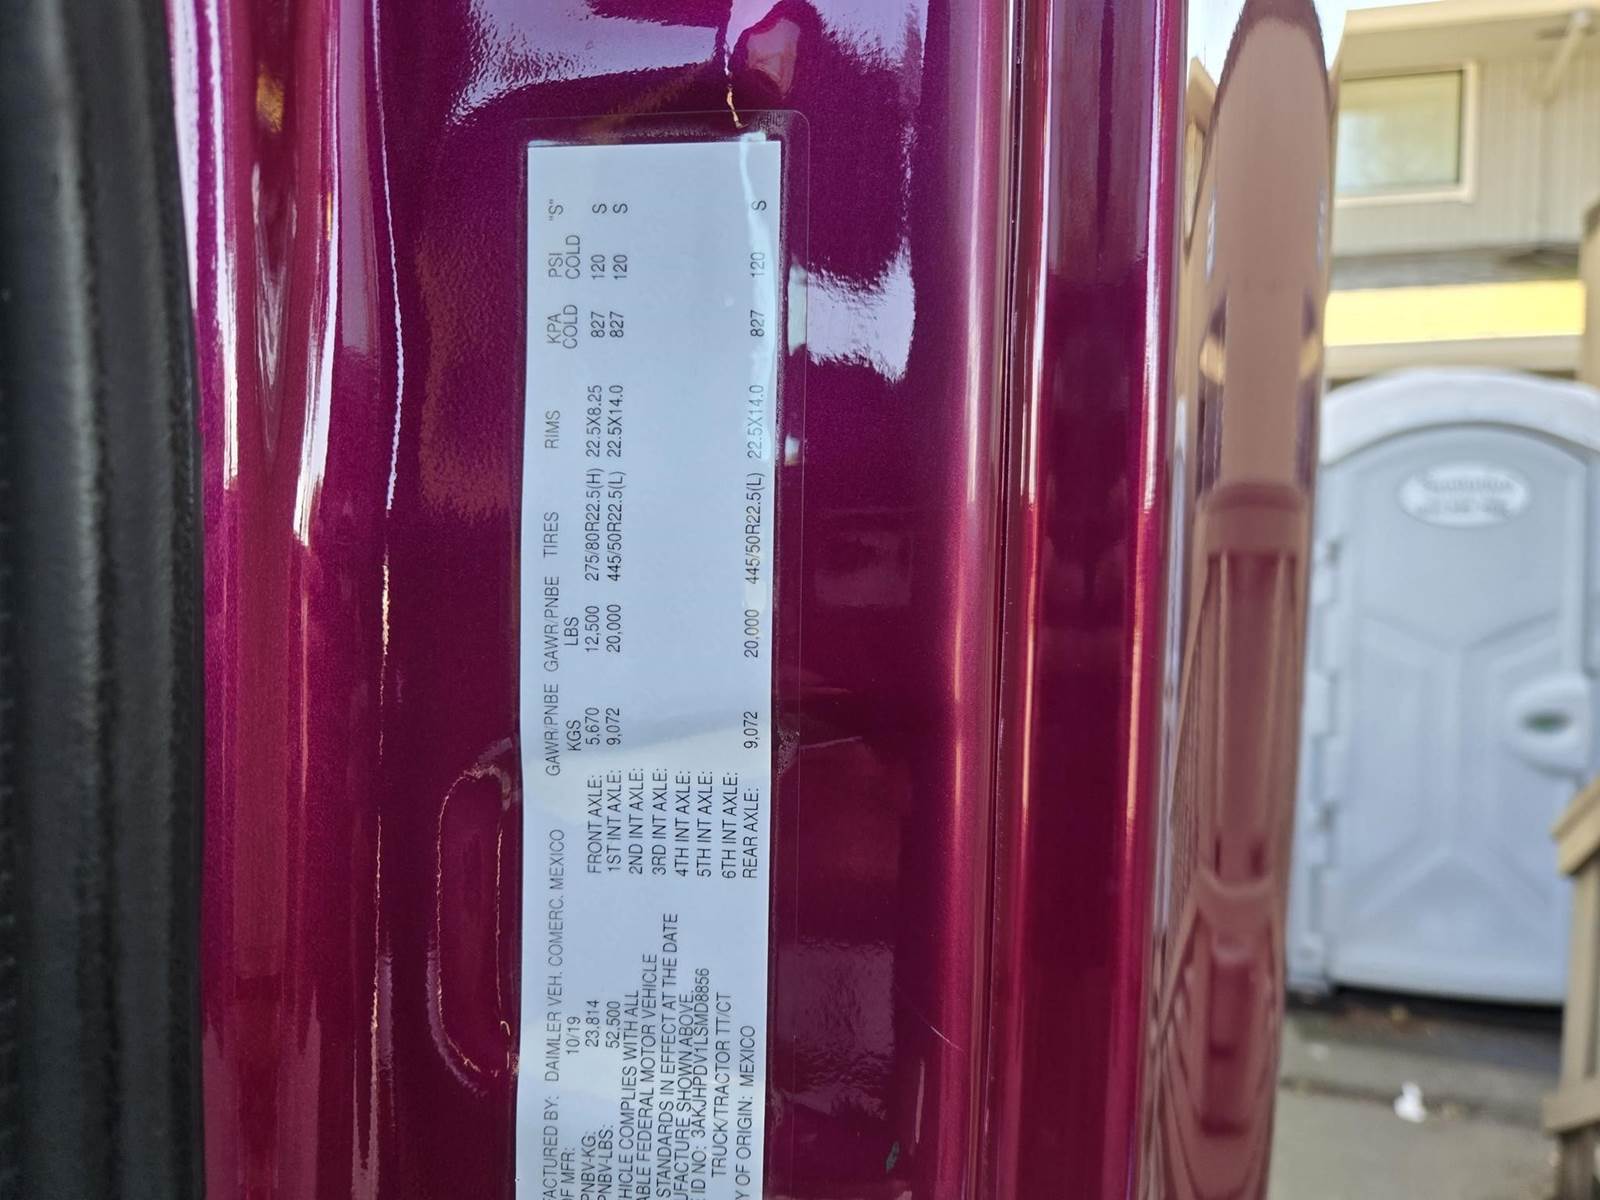 FACTURED BY: DAIMLER VEH. COMERC. MEXICO
OF MFR: 10/19
PNBV-KG: 23,814
PNBV-LBS: 52,500
HICLE COMPLIES WITH ALL
ABLE FEDERAL MOTOR VEHICLE
STANDARDS IN EFFECT AT THE DATE
UFACTURE SHOWN ABOVE.
E ID NO: 3AKJHPDV1LSMD8856
TRUCK/TRACTOR TT/CT
Y OF ORIGIN: MEXICO
GAWR/PNBE GAWR/PNBE TIRES RIMS KPA PSI "S"
KGS LBS COLD COLD
FRONT AXLE: 5,670 12,500 275/80R22.5(H) 22.5X8.25 827 120 S
1ST INT AXLE: 9,072 20,000 445/50R22.5(L) 22.5X14.0 827 120 S
2ND INT AXLE:
3RD INT AXLE:
4TH INT AXLE:
5TH INT AXLE:
6TH INT AXLE:
REAR AXLE: 9,072 20,000 445/50R22.5(L) 22.5X14.0 827 120 S